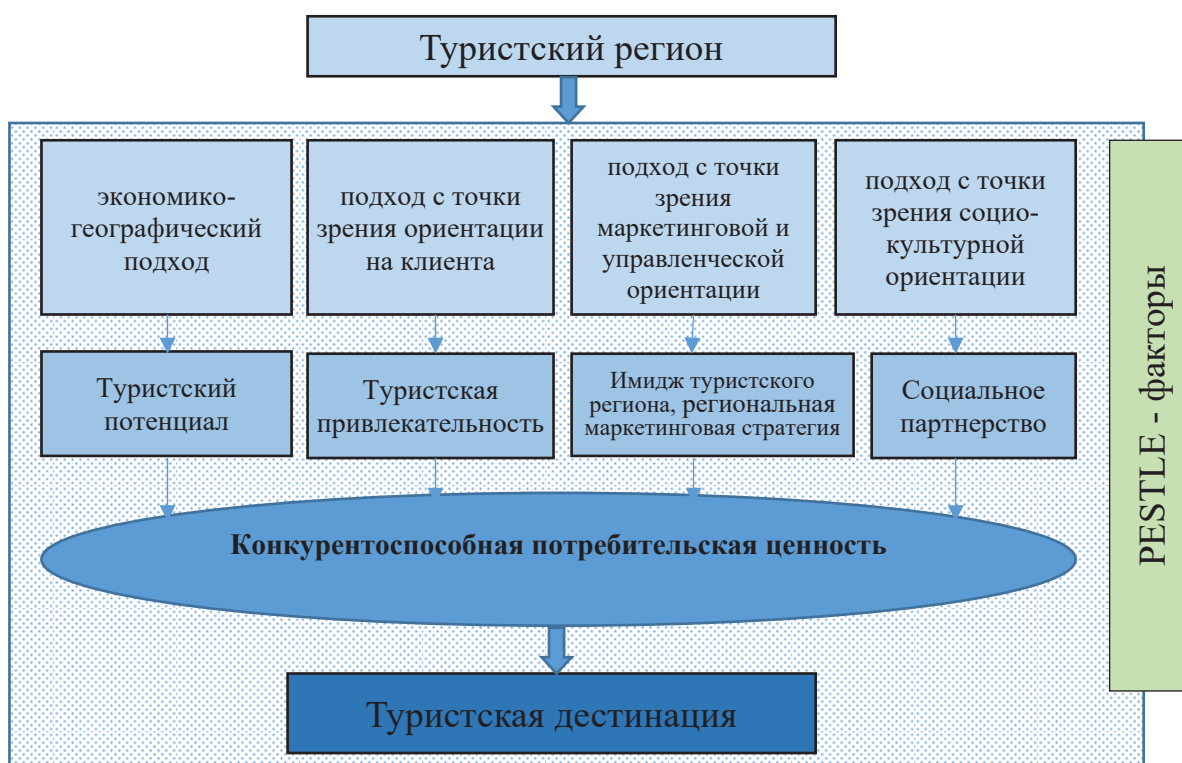 Туристский регион
экономико-
географический
подход
подход с точки
зрения ориентации
на клиента
подход с точки
зрения
маркетинговой и
управленческой
ориентации
подход с точки
зрения социо-
культурной
ориентации
Туристский
потенциал
Туристская
привлекательность
Имидж туристского
региона, региональная
маркетинговая стратегия
Социальное
партнерство
Конкурентоспособная потребительская ценность
Туристская дестинация
PESTLE - факторы